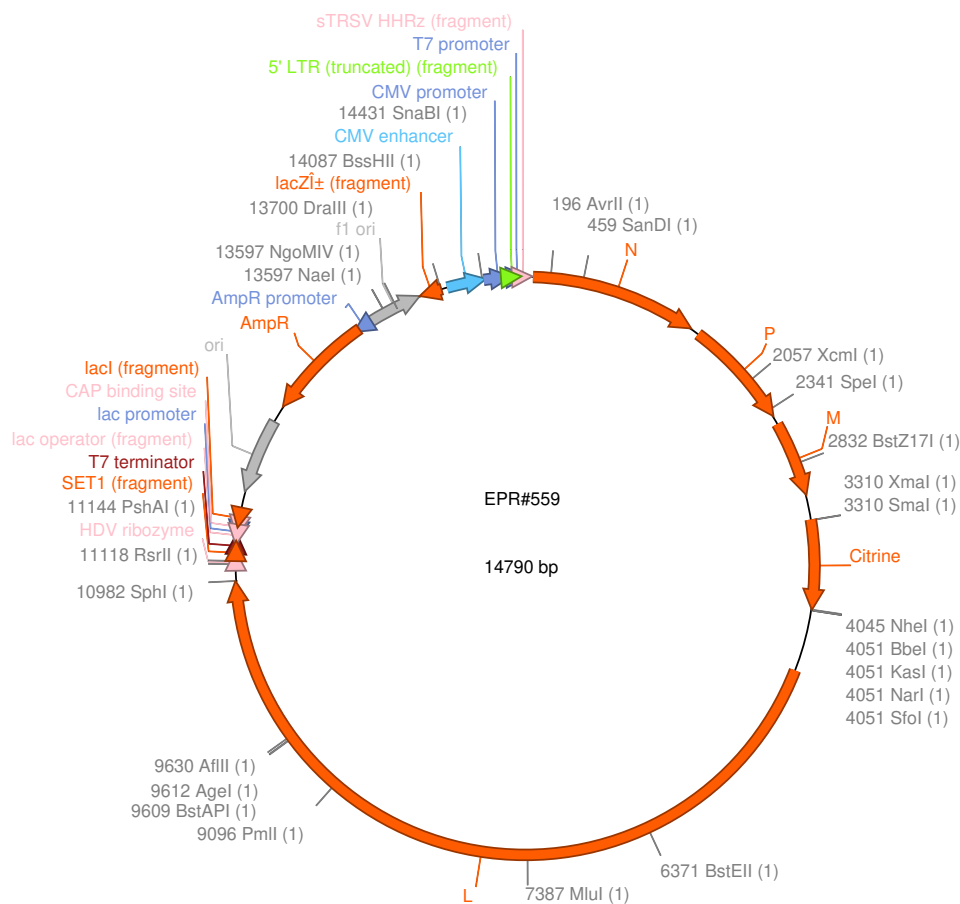 sTRSV HHRz (fragment)
T7 promoter
5' LTR (truncated) (fragment)
CMV promoter
14431 SnaBI (1)
CMV enhancer
14087 BssHII (1)
lacZÎ± (fragment)
13700 DraIII (1)
f1 ori
13597 NgoMIV (1)
13597 NaeI (1)
AmpR promoter
AmpR
ori
lacI (fragment)
CAP binding site
lac promoter
lac operator (fragment)
T7 terminator
SET1 (fragment)
11144 PshAI (1)
HDV ribozyme
11118 RsrII (1)
10982 SphI (1)
196 AvrII (1)
459 SanDI (1)
N
P
2057 XcmI (1)
2341 SpeI (1)
M
2832 BstZ17I (1)
3310 XmaI (1)
3310 SmaI (1)
Citrine
4045 NheI (1)
4051 BbeI (1)
4051 KasI (1)
4051 NarI (1)
4051 SfoI (1)
EPR#559
14790 bp
9630 AflII (1)
9612 AgeI (1)
9609 BstAPI (1)
9096 PmlI (1)
6371 BstEII (1)
7387 MluI (1)
L